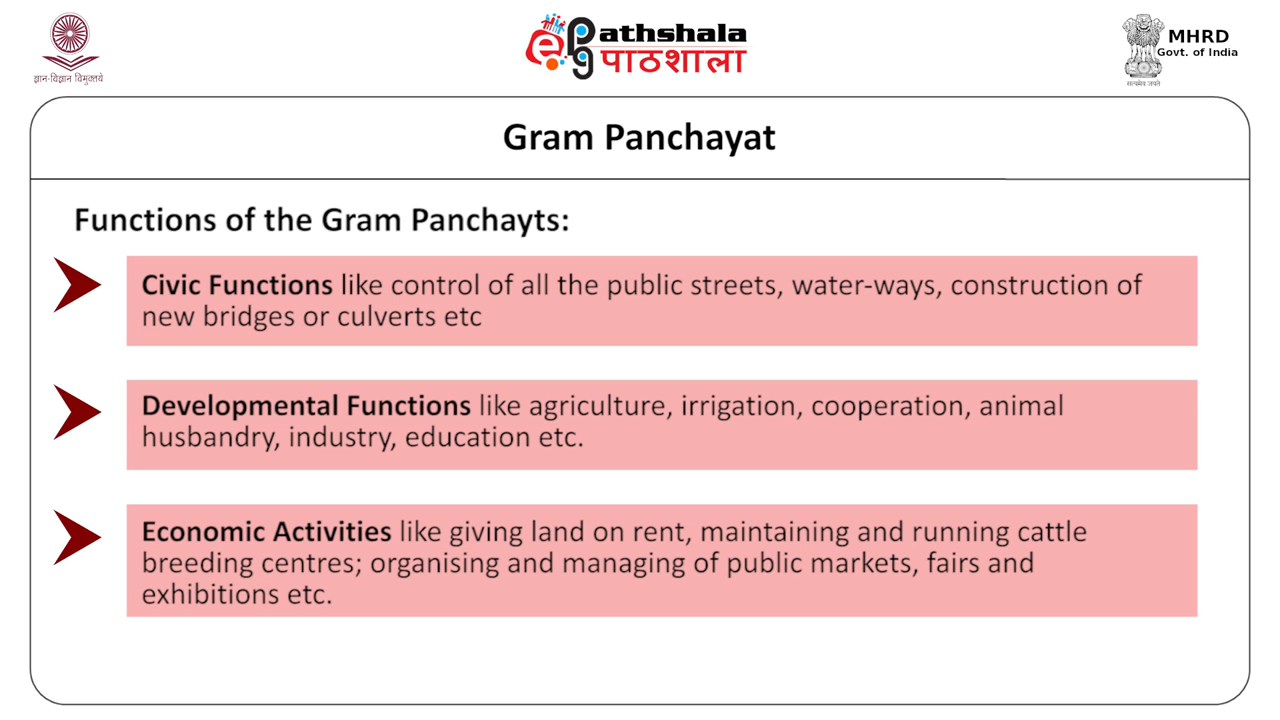 ज्ञान-विज्ञान विमुक्तये
e PG Pathshala
पाठशाला
MHRD
Govt. of India
सत्यमेव जयते
Gram Panchayat
Functions of the Gram Panchayts:
Civic Functions like control of all the public streets, water-ways, construction of
new bridges or culverts etc
Developmental Functions like agriculture, irrigation, cooperation, animal
husbandry, industry, education etc.
Economic Activities like giving land on rent, maintaining and running cattle
breeding centres; organising and managing of public markets, fairs and
exhibitions etc.